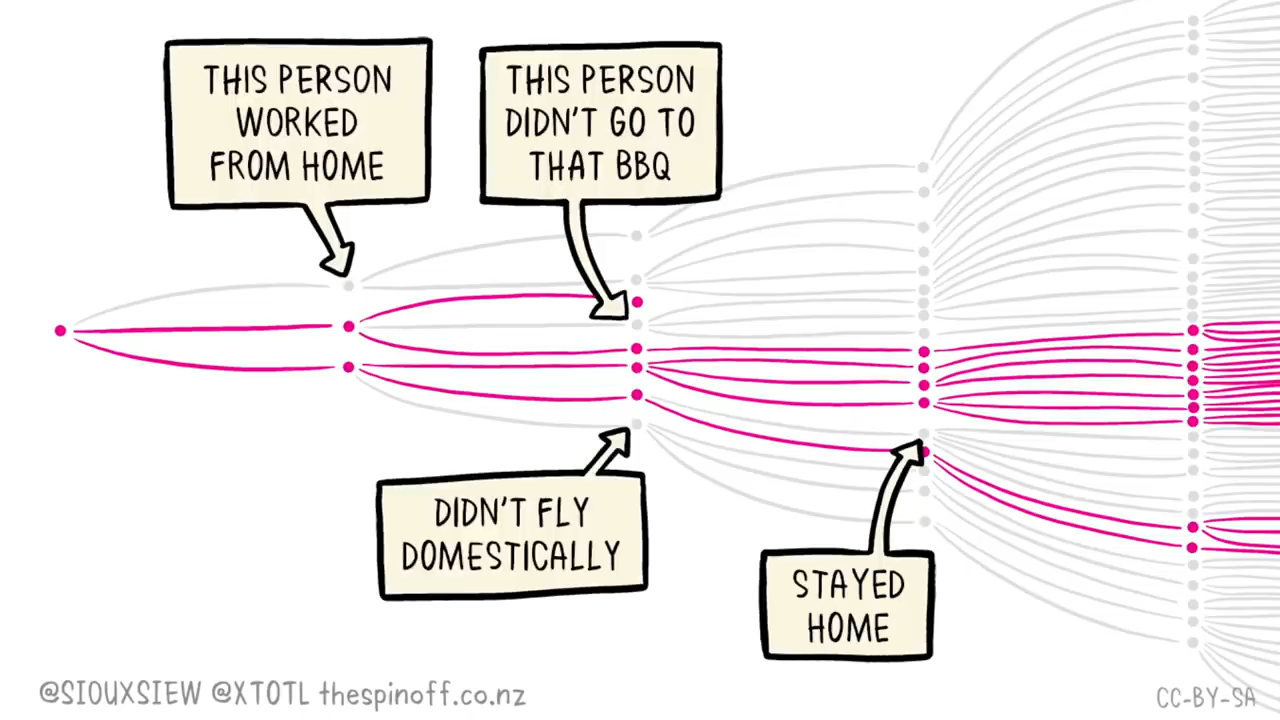 THIS PERSON
WORKED
FROM HOME
THIS PERSON
DIDN'T GO TO
THAT BBQ
DIDN'T FLY
DOMESTICALLY
STAYED
HOME
@SIOUXSIEW @XTOTL thespinoff.co.nz
CC-BY-SA